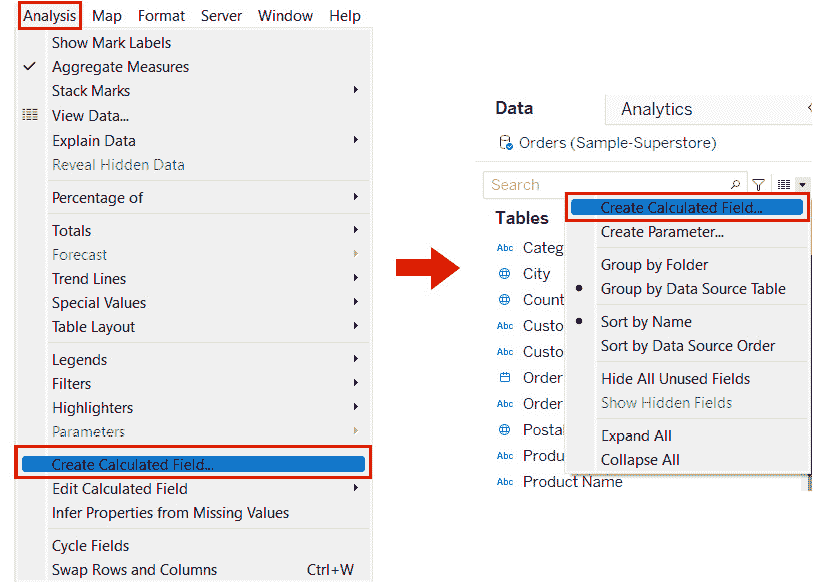 Analysis Map Format Server Window Help
Show Mark Labels
Aggregate Measures
Stack Marks
View Data...
Explain Data
Reveal Hidden Data
Percentage of
Totals
Forecast
Trend Lines
Special Values
Table Layout
Legends
Filters
Highlighters
Parameters
Create Calculated Field...
Edit Calculated Field
Infer Properties from Missing Values
Cycle Fields
Swap Rows and Columns Ctrl+W
Data Analytics
Orders (Sample-Superstore)
Search
Tables
Abc Categ
City
Count
Abc Custo
Abc Custo
Order
Abc Order
Postal
Abc Produ
Abc Product Name
Create Calculated Field...
Create Parameter...
Group by Folder
Group by Data Source Table
Sort by Name
Sort by Data Source Order
Hide All Unused Fields
Show Hidden Fields
Expand All
Collapse All